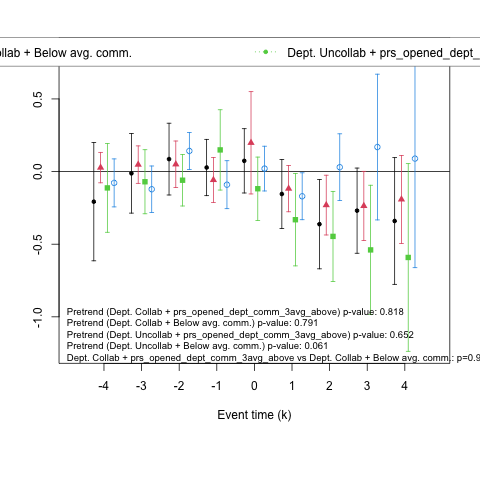 llab + Below avg. comm.
Dept. Uncollab + prs_opened_dept_
0.5
0.0
-0.5
-1.0
Pretrend (Dept. Collab + prs_opened_dept_comm_3avg_above) p-value: 0.818
Pretrend (Dept. Collab + Below avg. comm.) p-value: 0.791
Pretrend (Dept. Uncollab + prs_opened_dept_comm_3avg_above) p-value: 0.652
Pretrend (Dept. Uncollab + Below avg. comm.) p-value: 0.061
Dept. Collab + prs_opened_dept_comm_3avg_above vs Dept. Collab + Below avg. comm.: p=0.9
-4 -3 -2 -1 0 1 2 3 4
Event time (k)